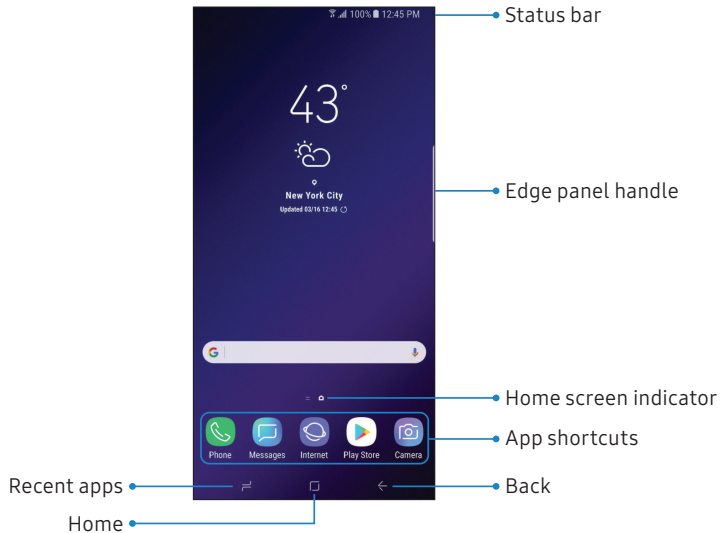 100% 12:45 PM
Status bar
43°
New York City
Updated 03/16 12:45
Edge panel handle
G
Home screen indicator
App shortcuts
Phone Messages Internet Play Store Camera
Recent apps
Back
Home